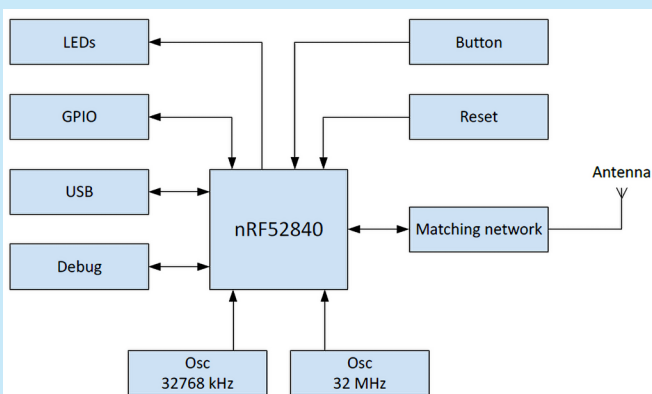 LEDs
Button
GPIO
Reset
Antenna
USB
nRF52840
Matching network
Debug
Osc
32768 kHz
Osc
32 MHz